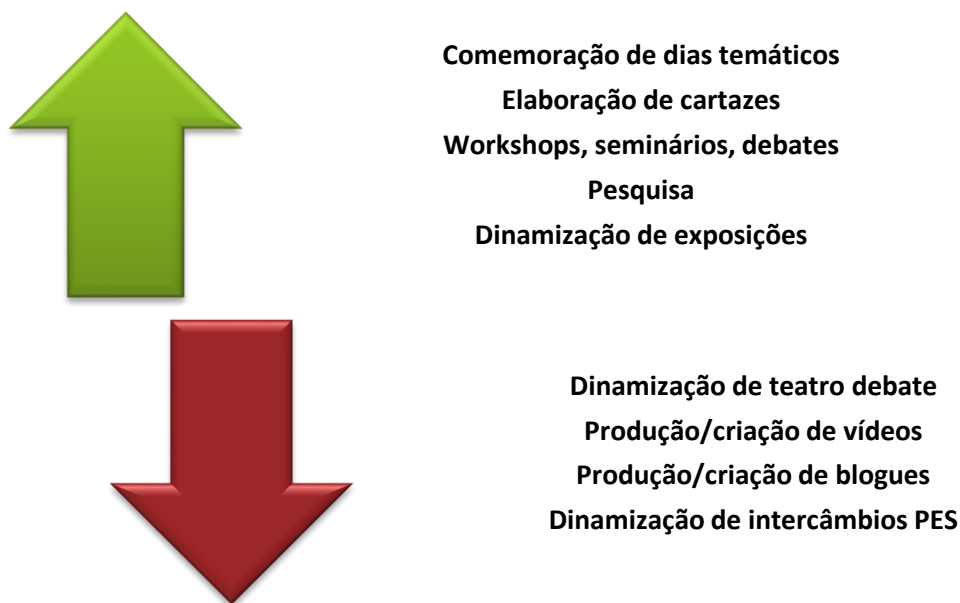 Comemoração de dias temáticos
Elaboração de cartazes
Workshops, seminários, debates
Pesquisa
Dinamização de exposições
Dinamização de teatro debate
Produção/criação de vídeos
Produção/criação de blogues
Dinamização de intercâmbios PES